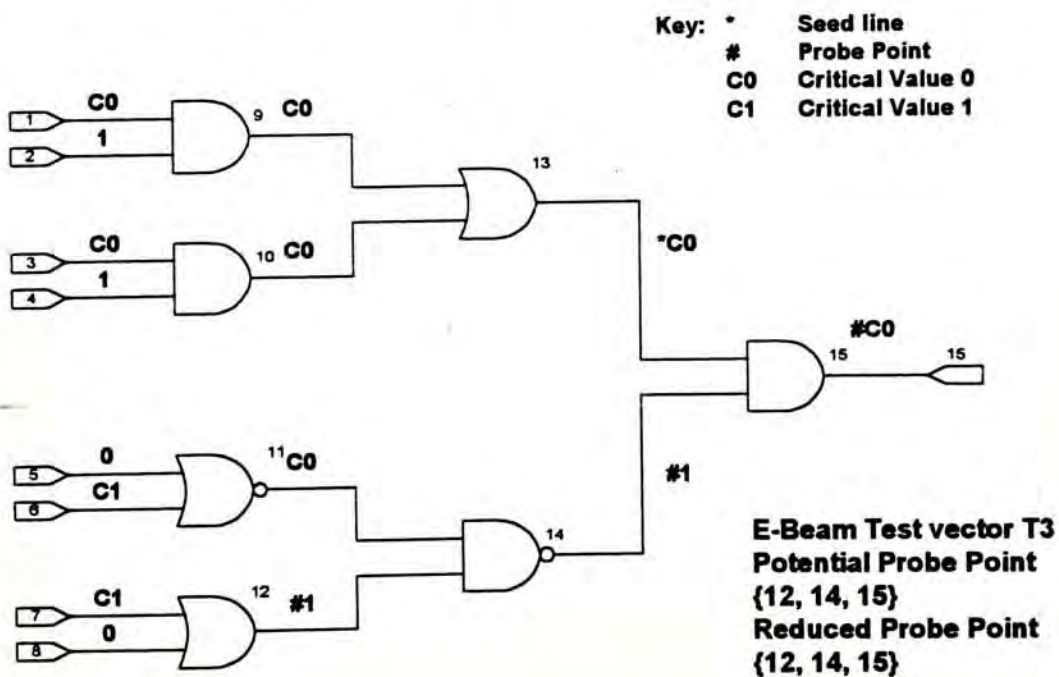 Key: * Seed line
# Probe Point
C0 Critical Value 0
C1 Critical Value 1
1 C0
2 1
9 C0
3 C0
4 1
10 C0
13
*C0
#C0
15 15
5 0
6 C1
11 C0
7 C1
8 0
12 #1
14
#1
E-Beam Test vector T3
Potential Probe Point
{12, 14, 15}
Reduced Probe Point
{12, 14, 15}